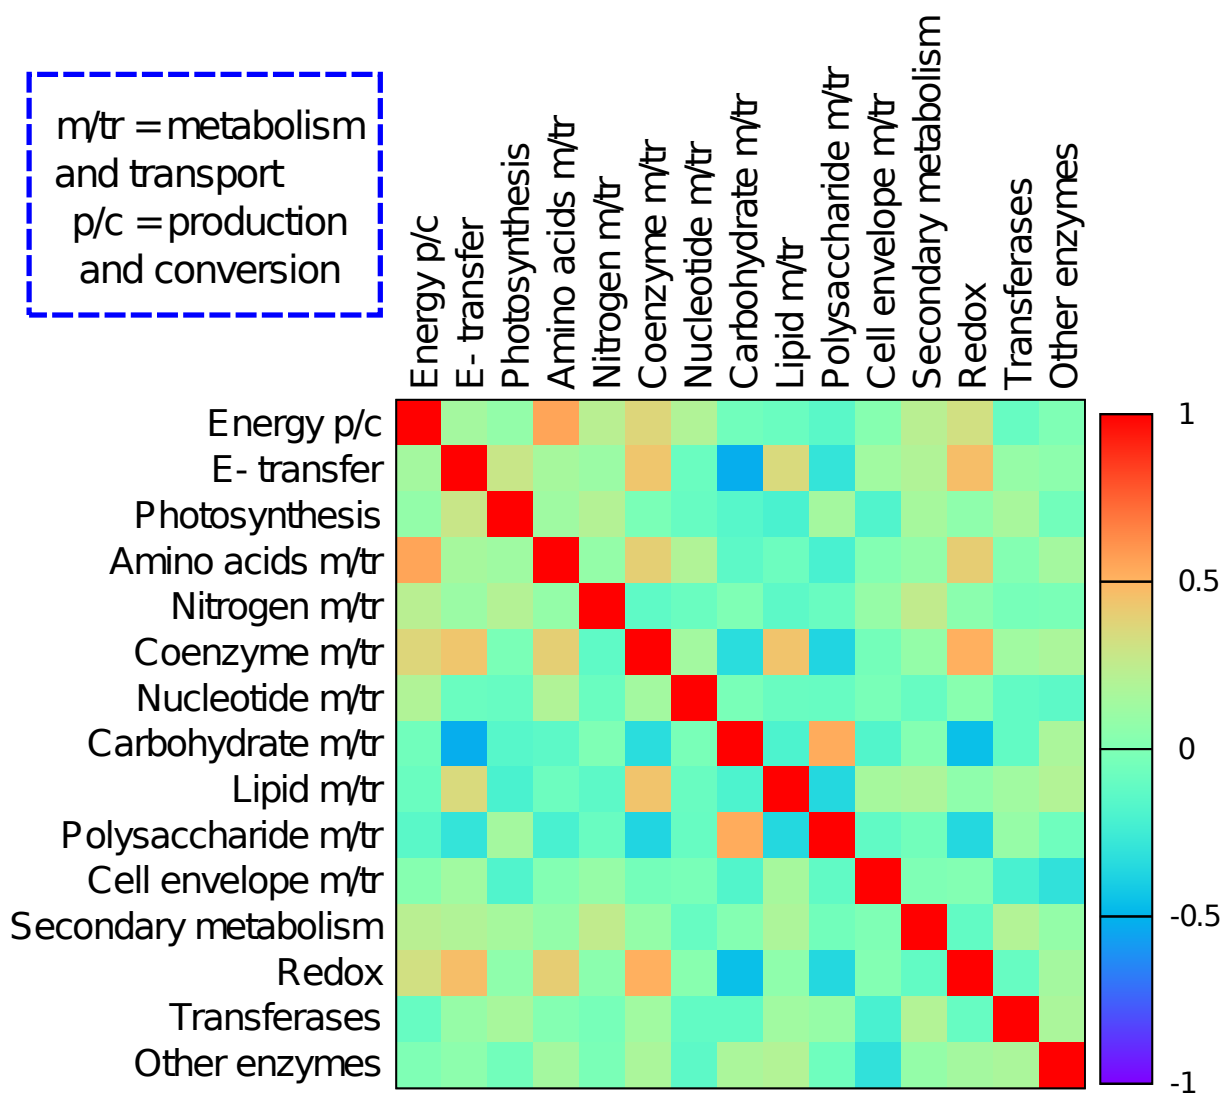 m/tr = metabolism
and transport
p/c = production
and conversion
Energy p/c
E- transfer
Photosynthesis
Amino acids m/tr
Nitrogen m/tr
Coenzyme m/tr
Nucleotide m/tr
Carbohydrate m/tr
Lipid m/tr
Polysaccharide m/tr
Cell envelope m/tr
Secondary metabolism
Redox
Transferases
Other enzymes
Energy p/c
E- transfer
Photosynthesis
Amino acids m/tr
Nitrogen m/tr
Coenzyme m/tr
Nucleotide m/tr
Carbohydrate m/tr
Lipid m/tr
Polysaccharide m/tr
Cell envelope m/tr
Secondary metabolism
Redox
Transferases
Other enzymes
1
0.5
0
-0.5
-1